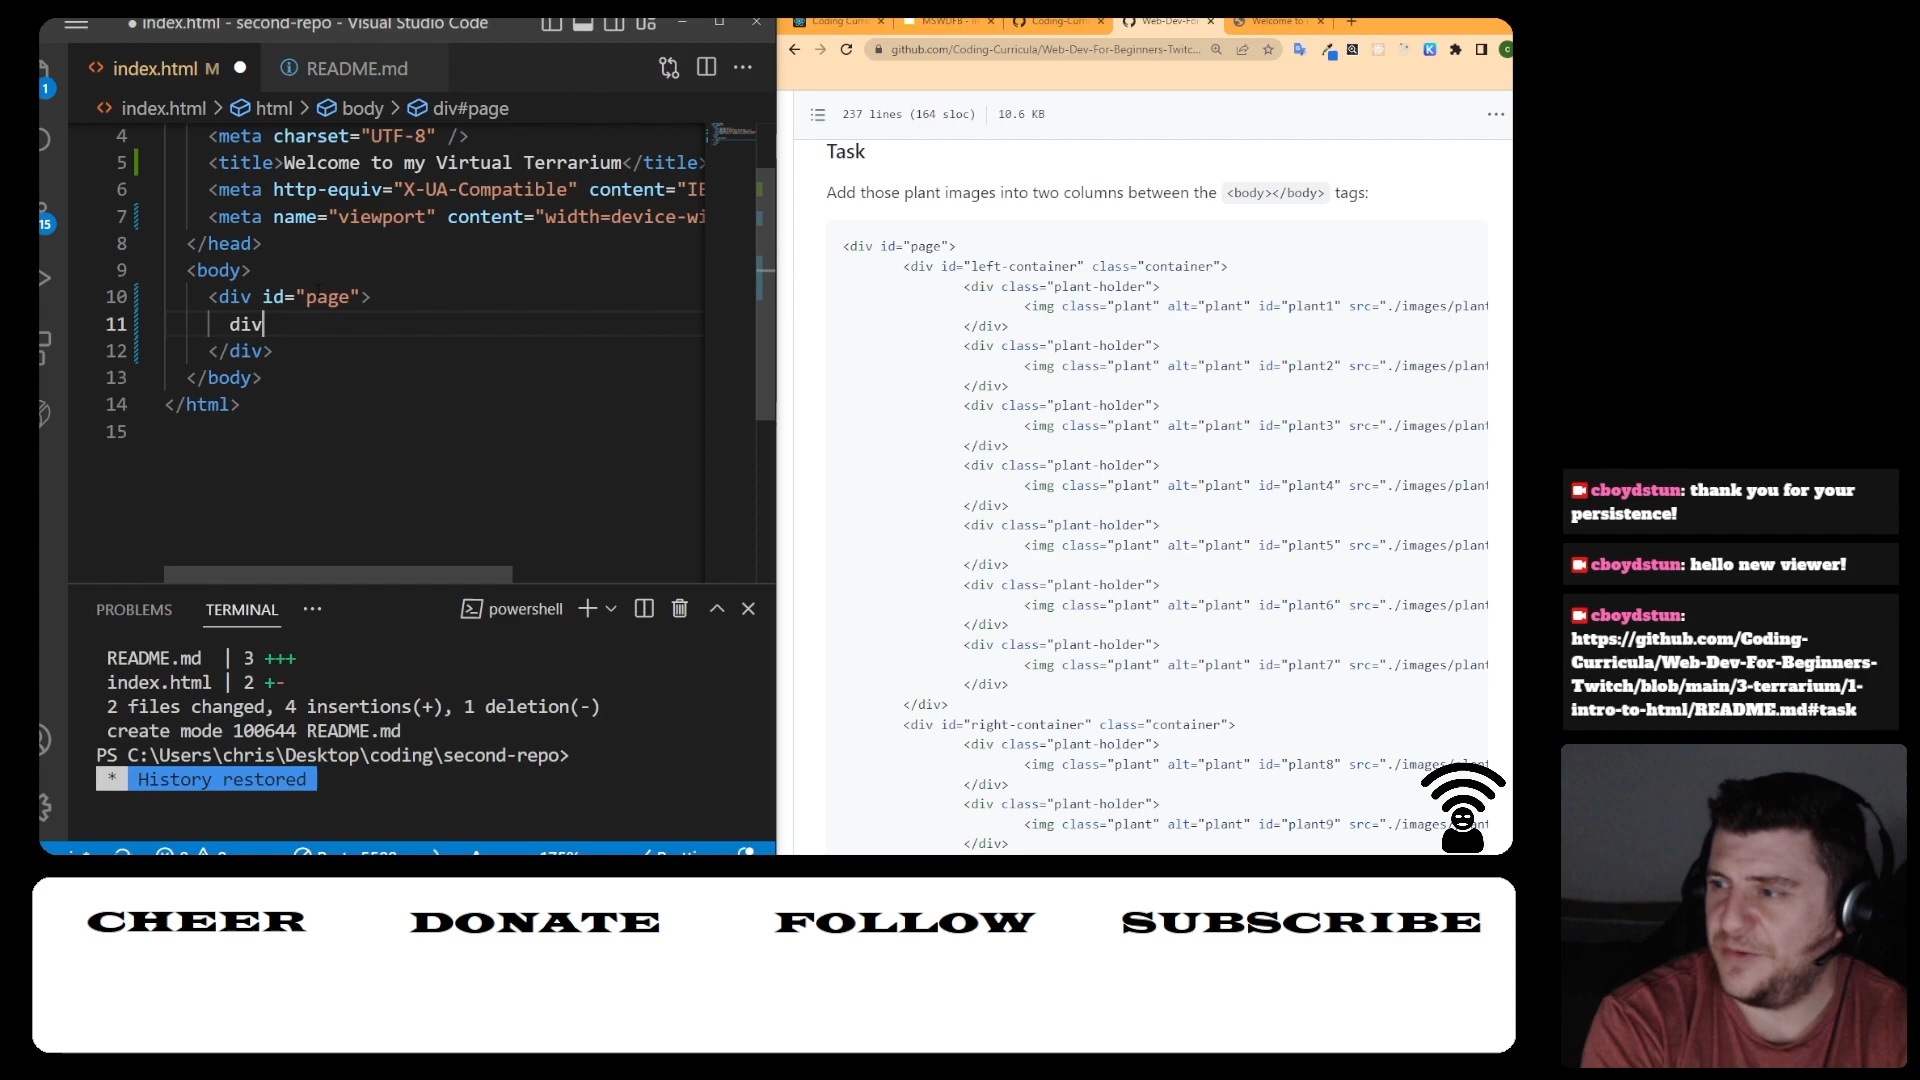 index.html - second-repo - Visual Studio Code
index.html M
README.md
index.html > html > body > div#page
4 <meta charset="UTF-8" />
5 <title>Welcome to my Virtual Terrarium</title>
6 <meta http-equiv="X-UA-Compatible" content="IE
7 <meta name="viewport" content="width=device-wi
8 </head>
9 <body>
10 <div id="page">
11 div
12 </div>
13 </body>
14 </html>
15
1
15
PROBLEMS
TERMINAL
powershell
README.md | 3 +++
index.html | 2 +-
2 files changed, 4 insertions(+), 1 deletion(-)
create mode 100644 README.md
PS C:\Users\chris\Desktop\coding\second-repo>
* History restored
Coding Curri
MSWDFB - I
Coding-Curri
Web-Dev-Fo
Welcome to
github.com/Coding-Curricula/Web-Dev-For-Beginners-Twitc...
237 lines (164 sloc)
10.6 KB
Task
Add those plant images into two columns between the <body></body> tags:
<div id="page">
<div id="left-container" class="container">
<div class="plant-holder">
<img class="plant" alt="plant" id="plant1" src="./images/plant
</div>
<div class="plant-holder">
<img class="plant" alt="plant" id="plant2" src="./images/plant
</div>
<div class="plant-holder">
<img class="plant" alt="plant" id="plant3" src="./images/plant
</div>
<div class="plant-holder">
<img class="plant" alt="plant" id="plant4" src="./images/plant
</div>
<div class="plant-holder">
<img class="plant" alt="plant" id="plant5" src="./images/plant
</div>
<div class="plant-holder">
<img class="plant" alt="plant" id="plant6" src="./images/plant
</div>
<div class="plant-holder">
<img class="plant" alt="plant" id="plant7" src="./images/plant
</div>
</div>
<div id="right-container" class="container">
<div class="plant-holder">
<img class="plant" alt="plant" id="plant8" src="./images/plant
</div>
<div class="plant-holder">
<img class="plant" alt="plant" id="plant9" src="./images
</div>
cboydstun: thank you for your
persistence!
cboydstun: hello new viewer!
cboydstun:
https://github.com/Coding-
Curricula/Web-Dev-For-Beginners-
Twitch/blob/main/3-terrarium/1-
intro-to-html/README.md#task
CHEER
DONATE
FOLLOW
SUBSCRIBE